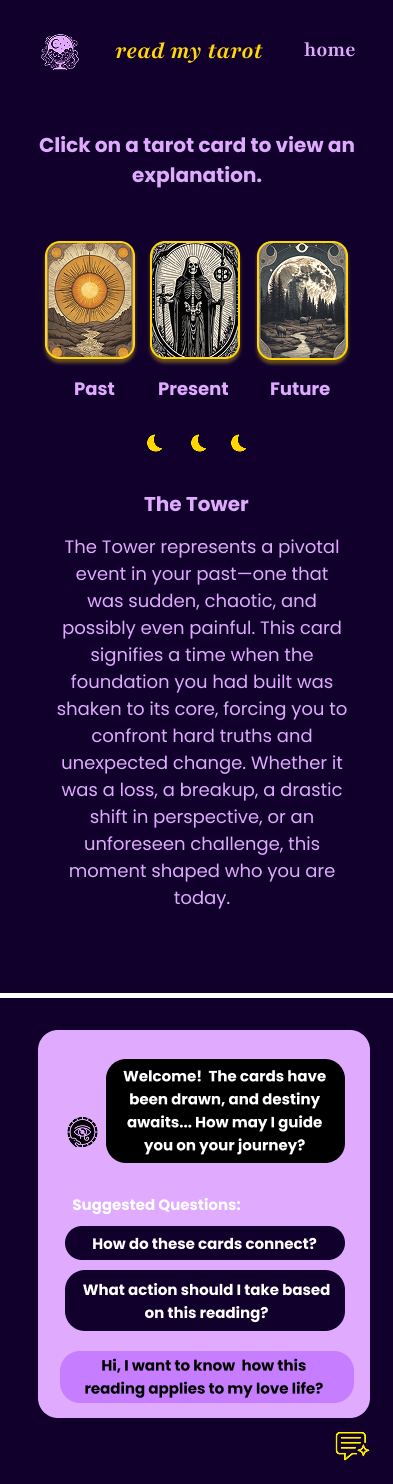 read my tarot
home
Click on a tarot card to view an
explanation.
Past
Present
Future
The Tower
The Tower represents a pivotal
event in your past—one that
was sudden, chaotic, and
possibly even painful. This card
signifies a time when the
foundation you had built was
shaken to its core, forcing you to
confront hard truths and
unexpected change. Whether it
was a loss, a breakup, a drastic
shift in perspective, or an
unforeseen challenge, this
moment shaped who you are
today.
Welcome!  The cards have
been drawn, and destiny
awaits... How may I guide
you on your journey?
Suggested Questions:
How do these cards connect?
What action should I take based
on this reading?
Hi, I want to know  how this
reading applies to my love life?